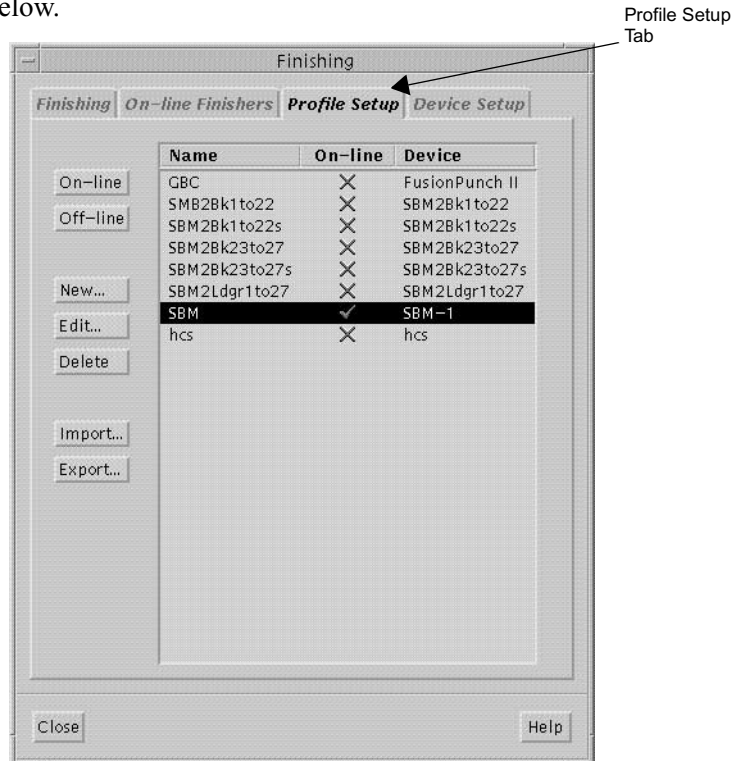 elow.
Profile Setup
Tab
Finishing
Finishing On-line Finishers Profile Setup Device Setup
Name On-line Device
On-line
Off-line
New...
Edit...
Delete
Import...
Export...
GBC FusionPunch II
SMB2Bk1to22 SBM2Bk1to22
SBM2Bk1to22s SBM2Bk1to22s
SBM2Bk23to27 SBM2Bk23to27
SBM2Bk23to27s SBM2Bk23to27s
SBM2Ldgr1to27 SBM2Ldgr1to27
SBM SBM-1
hcs hcs
Close Help